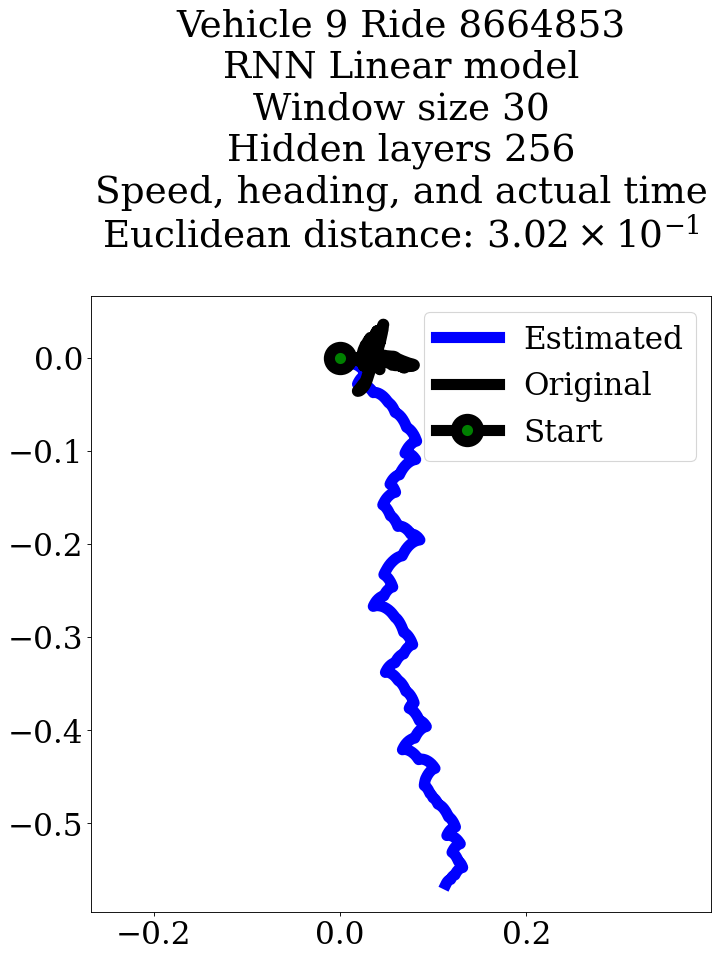 Vehicle 9 Ride 8664853
RNN Linear model
Window size 30
Hidden layers 256
Speed, heading, and actual time
Euclidean distance: 3.02 × 10⁻¹
Estimated
Original
Start
0.0
−0.1
−0.2
−0.3
−0.4
−0.5
−0.2
0.0
0.2